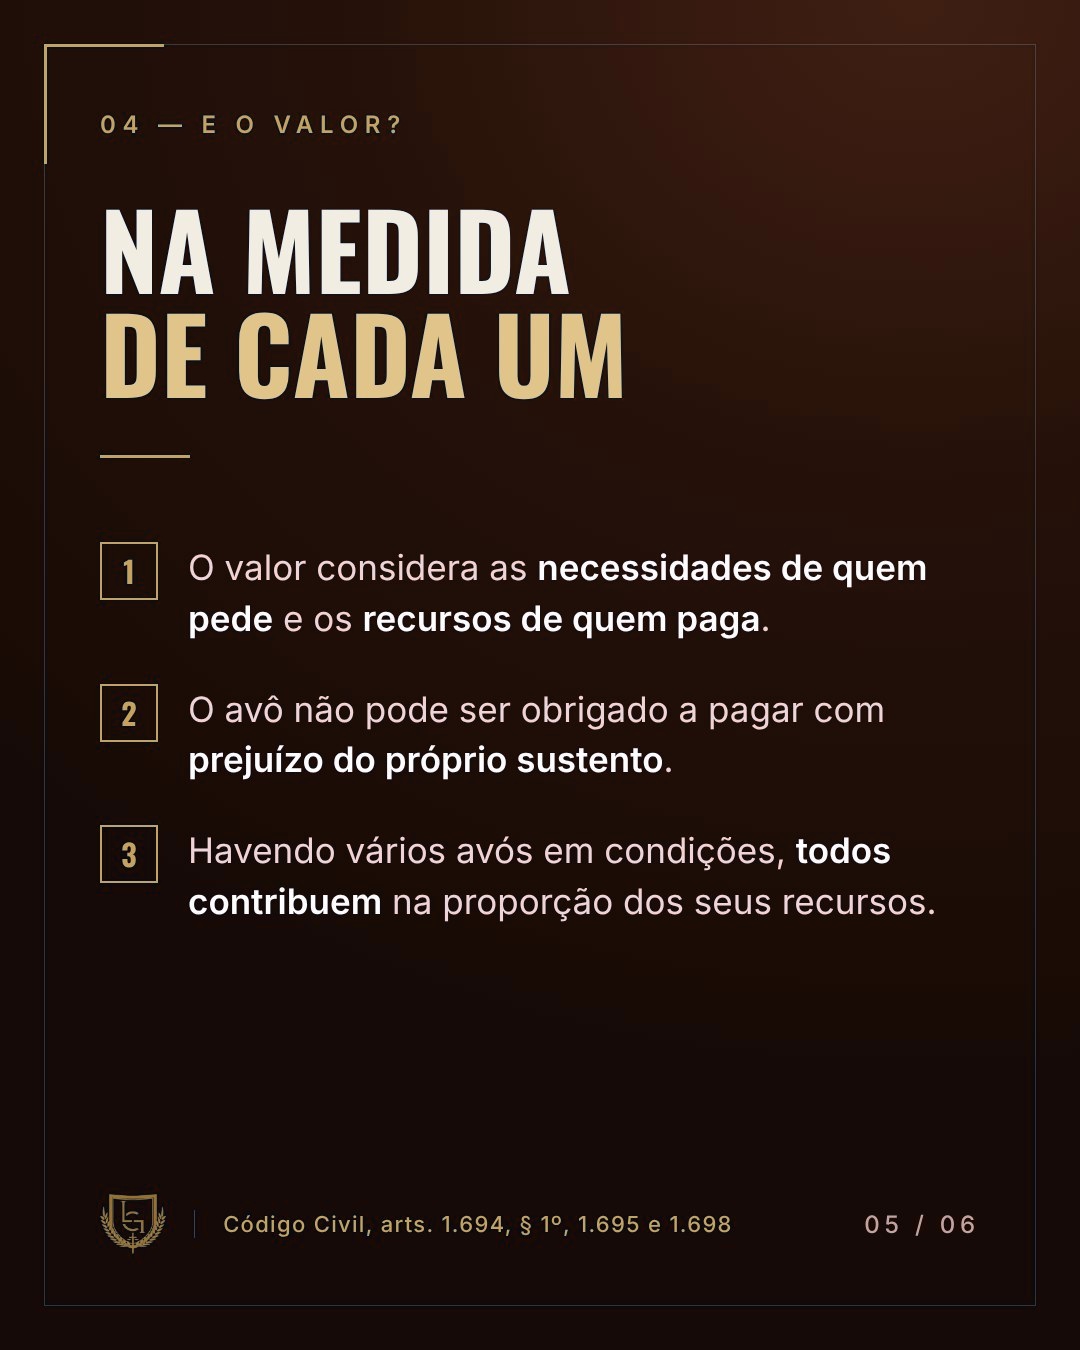 04 — E O VALOR?
NA MEDIDA
DE CADA UM
1
O valor considera as necessidades de quem
pede e os recursos de quem paga.
2
O avô não pode ser obrigado a pagar com
prejuízo do próprio sustento.
3
Havendo vários avós em condições, todos
contribuem na proporção dos seus recursos.
Código Civil, arts. 1.694, § 1º, 1.695 e 1.698
05 / 06